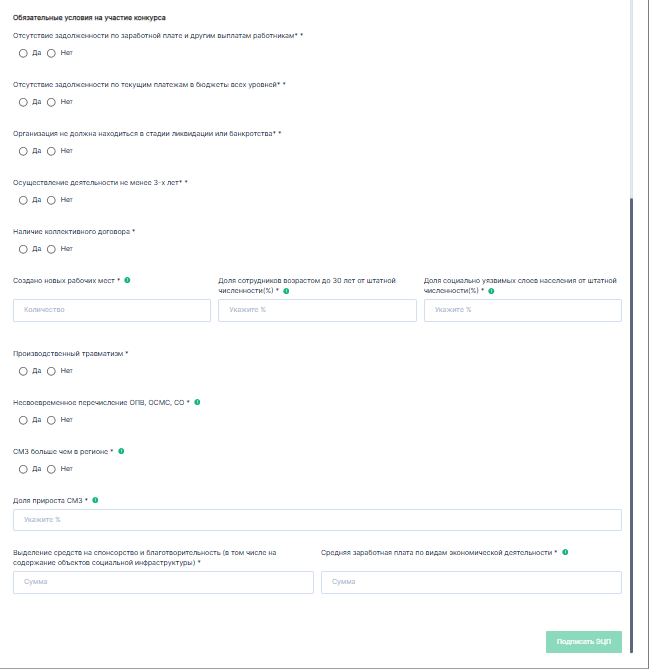 Обязательные условия на участие конкурса
Отсутствие задолженности по заработной плате и другим выплатам работникам* *
Да Нет
Отсутствие задолженности по текущим платежам в бюджеты всех уровней* *
Да Нет
Организация не должна находиться в стадии ликвидации или банкротства* *
Да Нет
Осуществление деятельности не менее 3-х лет* *
Да Нет
Наличие коллективного договора *
Да Нет
Создано новых рабочих мест *
Количество
Доля сотрудников возрастом до 30 лет от штатной
численности(%) *
Укажите %
Доля социально уязвимых слоев населения от штатной
численности(%) *
Укажите %
Производственный травматизм *
Да Нет
Несвоевременное перечисление ОПВ, ОСМС, СО *
Да Нет
СМЗ больше чем в регионе *
Да Нет
Доля прироста СМЗ *
Укажите %
Выделение средств на спонсорство и благотворительность (в том числе на
содержание объектов социальной инфраструктуры) *
Сумма
Средняя заработная плата по видам экономической деятельности *
Сумма
Подписать ЭЦП